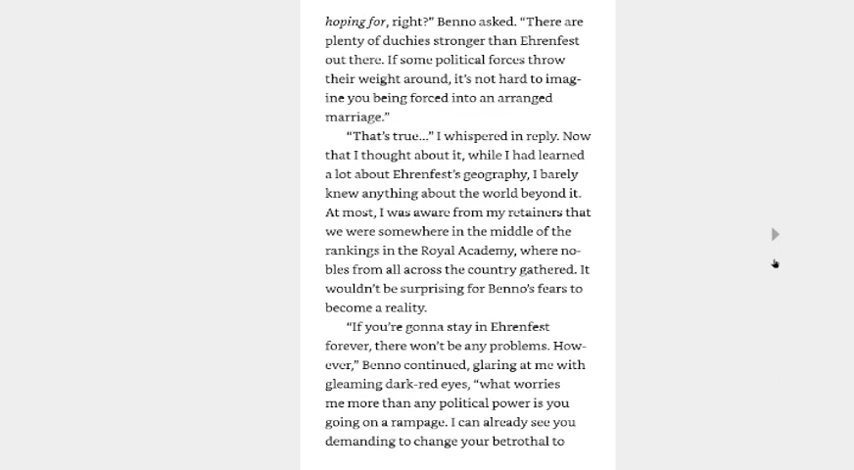 hoping for, right?” Benno asked. “There are
plenty of duchies stronger than Ehrenfest
out there. If some political forces throw
their weight around, it’s not hard to imag-
ine you being forced into an arranged
marriage.”
“That’s true...” I whispered in reply. Now
that I thought about it, while I had learned
a lot about Ehrenfest’s geography, I barely
knew anything about the world beyond it.
At most, I was aware from my retainers that
we were somewhere in the middle of the
rankings in the Royal Academy, where no-
bles from all across the country gathered. It
wouldn’t be surprising for Benno’s fears to
become a reality.
“If you’re gonna stay in Ehrenfest
forever, there won’t be any problems. How-
ever,” Benno continued, glaring at me with
gleaming dark-red eyes, “what worries
me more than any political power is you
going on a rampage. I can already see you
demanding to change your betrothal to